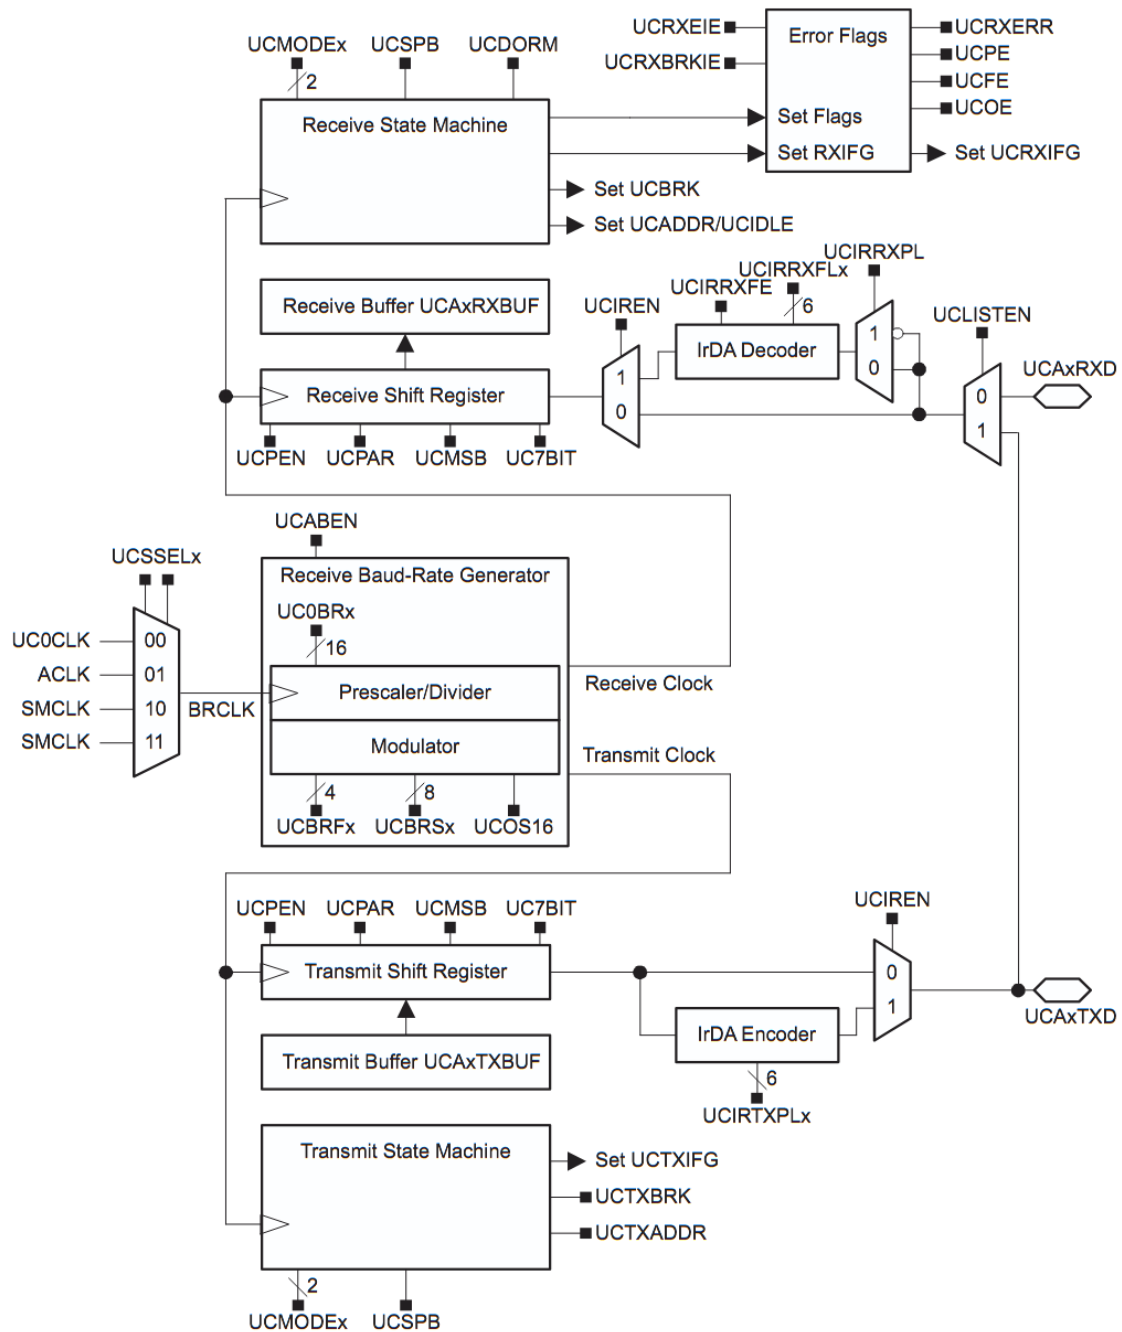 UCMODEx
UCSPB
UCDORM
2
Receive State Machine
UCRXEIE
UCRXBRKIE
Error Flags
Set Flags
Set RXIFG
UCRXERR
UCPE
UCFE
UCOE
Set UCRXIFG
Set UCBRK
Set UCADDR/UCIDLE
Receive Buffer UCAxRXBUF
Receive Shift Register
UCPEN
UCPAR
UCMSB
UC7BIT
UCIREN
1
0
UCIRRXFE
UCIRRXFLx
6
IrDA Decoder
UCIRRXPL
1
0
UCLISTEN
0
1
UCAxRXD
UCABEN
Receive Baud-Rate Generator
UC0BRx
16
Prescaler/Divider
Modulator
4
8
UCBRFx
UCBRSx
UCOS16
UCSSELx
UC0CLK
00
ACLK
01
SMCLK
10
SMCLK
11
BRCLK
Receive Clock
Transmit Clock
UCPEN
UCPAR
UCMSB
UC7BIT
Transmit Shift Register
Transmit Buffer UCAxTXBUF
UCIREN
0
1
IrDA Encoder
6
UCIRTXPLx
UCAxTXD
Transmit State Machine
Set UCTXIFG
UCTXBRK
UCTXADDR
2
UCMODEx
UCSPB